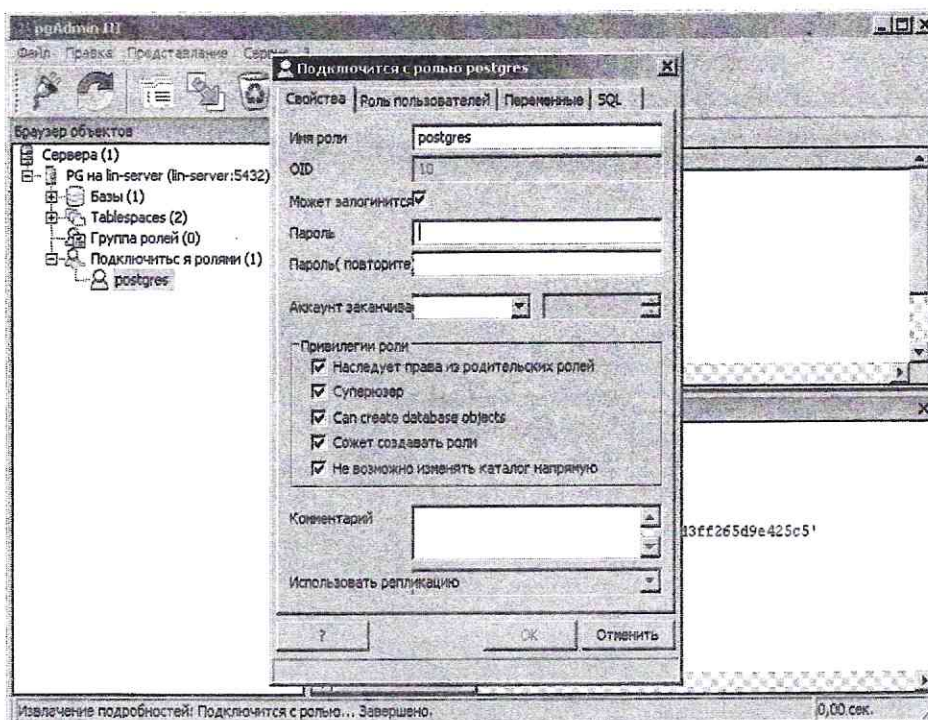 pgAdmin III
Файл Правка Представление
Браузер объектов
Сервера (1)
PG на lin-server (lin-server:5432)
Базы (1)
Tablespaces (2)
Группа ролей (0)
Подключиться я ролями (1)
postgres
Подключится с ролью postgres
Свойства Роль пользователей Переменные SQL
Имя роли postgres
OID 10
Может залогинится
Пароль
Пароль( повторите
Аккаунт заканчива
Привилегии роли
Наследует права из родительских ролей
Суперюзер
Can create database objects
Сожет создавать роли
Не возможно изменять каталог напрямую
Комментарий
Использовать репликацию
? OK Отменить
13ff265d9e425c5'
Извлачение подробностей: Подключится с ролью... Завершено.
0,00 сек.